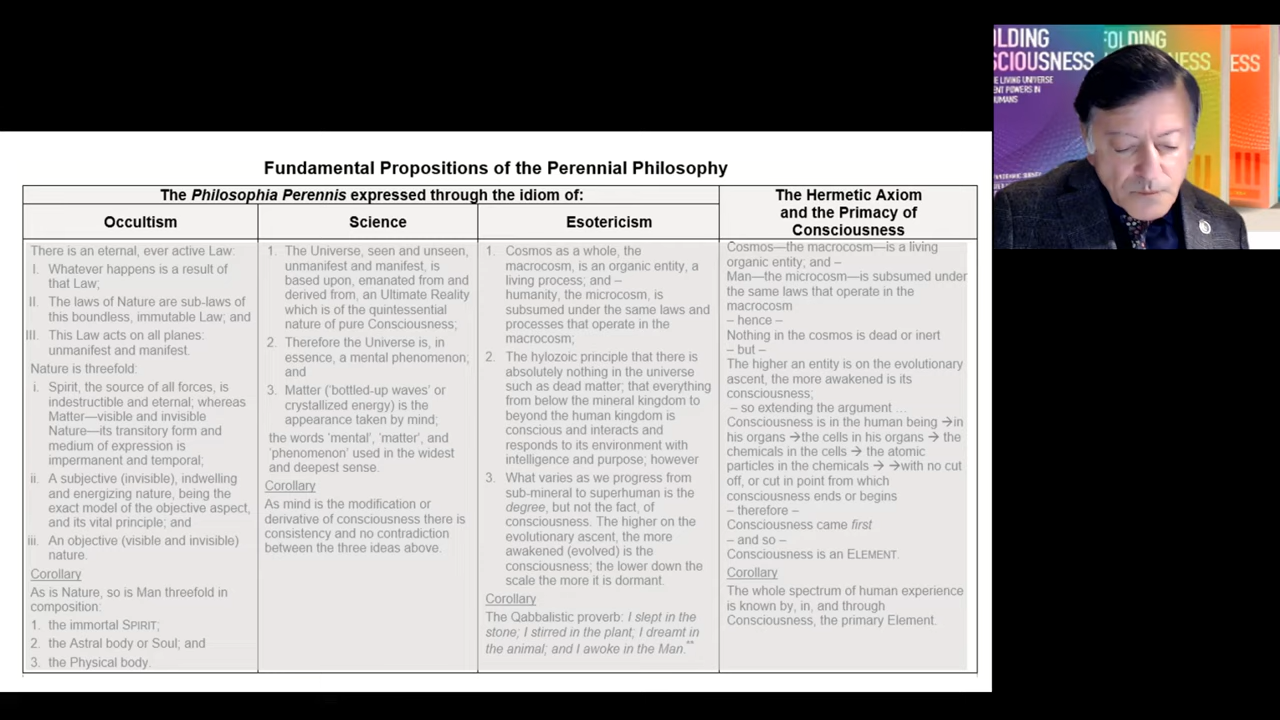 Fundamental Propositions of the Perennial Philosophy
The Philosophia Perennis expressed through the idiom of:
Occultism
Science
Esotericism
The Hermetic Axiom
and the Primacy of
Consciousness
There is an eternal, ever active Law:
I. Whatever happens is a result of
that Law;
II. The laws of Nature are sub-laws of
this boundless, immutable Law; and
III. This Law acts on all planes:
unmanifest and manifest.
Nature is threefold:
i. Spirit, the source of all forces, is
indestructible and eternal; whereas
Matter—visible and invisible
Nature—its transitory form and
medium of expression is
impermanent and temporal;
ii. A subjective (invisible), indwelling
and energizing nature, being the
exact model of the objective aspect,
and its vital principle; and
iii. An objective (visible and invisible)
nature.
Corollary
As is Nature, so is Man threefold in
composition:
1. the immortal SPIRIT;
2. the Astral body or Soul; and
3. the Physical body.
1. The Universe, seen and unseen,
unmanifest and manifest, is
based upon, emanated from and
derived from, an Ultimate Reality
which is of the quintessential
nature of pure Consciousness;
2. Therefore the Universe is, in
essence, a mental phenomenon;
and
3. Matter ('bottled-up waves' or
crystallized energy) is the
appearance taken by mind;
the words 'mental', 'matter', and
'phenomenon' used in the widest
and deepest sense.
Corollary
As mind is the modification or
derivative of consciousness there is
consistency and no contradiction
between the three ideas above.
1. Cosmos as a whole, the
macrocosm, is an organic entity, a
living process; and –
humanity, the microcosm, is
subsumed under the same laws and
processes that operate in the
macrocosm;
2. The hylozoic principle that there is
absolutely nothing in the universe
such as dead matter; that everything
from below the mineral kingdom to
beyond the human kingdom is
conscious and interacts and
responds to its environment with
intelligence and purpose; however
3. What varies as we progress from
sub-mineral to superhuman is the
degree, but not the fact, of
consciousness. The higher on the
evolutionary ascent, the more
awakened (evolved) is the
consciousness; the lower down the
scale the more it is dormant.
Corollary
The Qabbalistic proverb: I slept in the
stone; I stirred in the plant; I dreamt in
the animal; and I awoke in the Man.**
Cosmos—the macrocosm—is a living
organic entity; and –
Man—the microcosm—is subsumed under
the same laws that operate in the
macrocosm
– hence –
Nothing in the cosmos is dead or inert
– but –
The higher an entity is on the evolutionary
ascent, the more awakened is its
consciousness;
– so extending the argument …
Consciousness is in the human being →in
his organs →the cells in his organs → the
chemicals in the cells → the atomic
particles in the chemicals → →with no cut
off, or cut in point from which
consciousness ends or begins
– therefore –
Consciousness came first
– and so –
Consciousness is an ELEMENT.
Corollary
The whole spectrum of human experience
is known by, in, and through
Consciousness, the primary Element.
OLDING
SCIOUSNESS
E LIVING UNIVERSE
ENT POWERS IN
UMANS
FOLDING
ESS